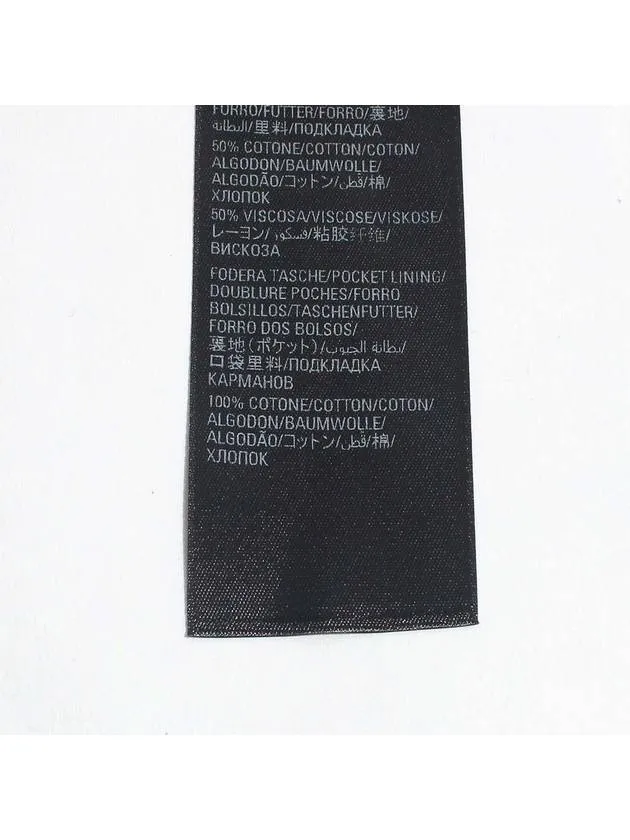 FORRO/FUTTER/FORRO/裏地/
البطانة/里料/ПОДКЛАДКА
50% COTONE/COTTON/COTON/
ALGODON/BAUMWOLLE/
ALGODÃO/コットン/قطن/棉/
ХЛОПОК
50% VISCOSA/VISCOSE/VISKOSE/
レーヨン/فسكوز/粘胶纤维/
ВИСКОЗА
FODERA TASCHE/POCKET LINING/
DOUBLURE POCHES/FORRO
BOLSILLOS/TASCHENFUTTER/
FORRO DOS BOLSOS/
裏地(ポケット)/بطانة الجيوب/
口袋里料/ПОДКЛАДКА
КАРМАНОВ
100% COTONE/COTTON/COTON/
ALGODON/BAUMWOLLE/
ALGODÃO/コットン/قطن/棉/
ХЛОПОК